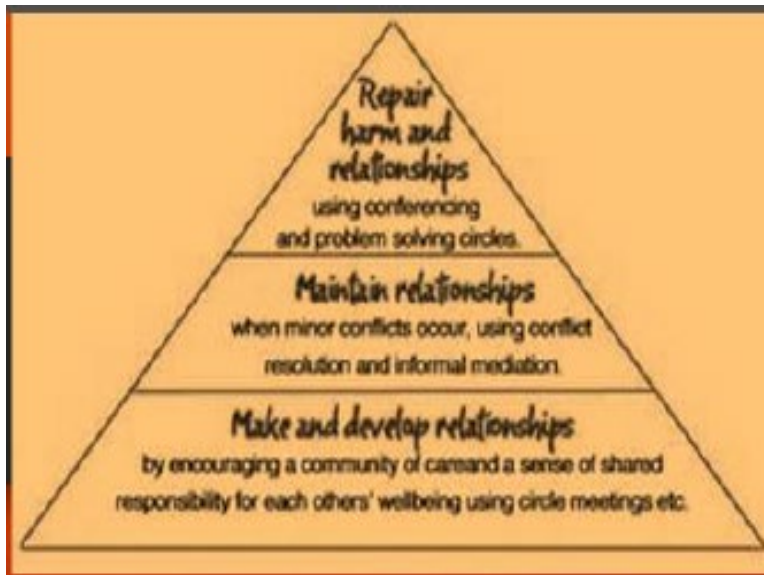 Repair
harm and
relationships
using conferencing
and problem solving circles.
Maintain relationships
when minor conflicts occur, using conflict
resolution and informal mediation.
Make and develop relationships
by encouraging a community of careand a sense of shared
responsibility for each others' wellbeing using circle meetings etc.